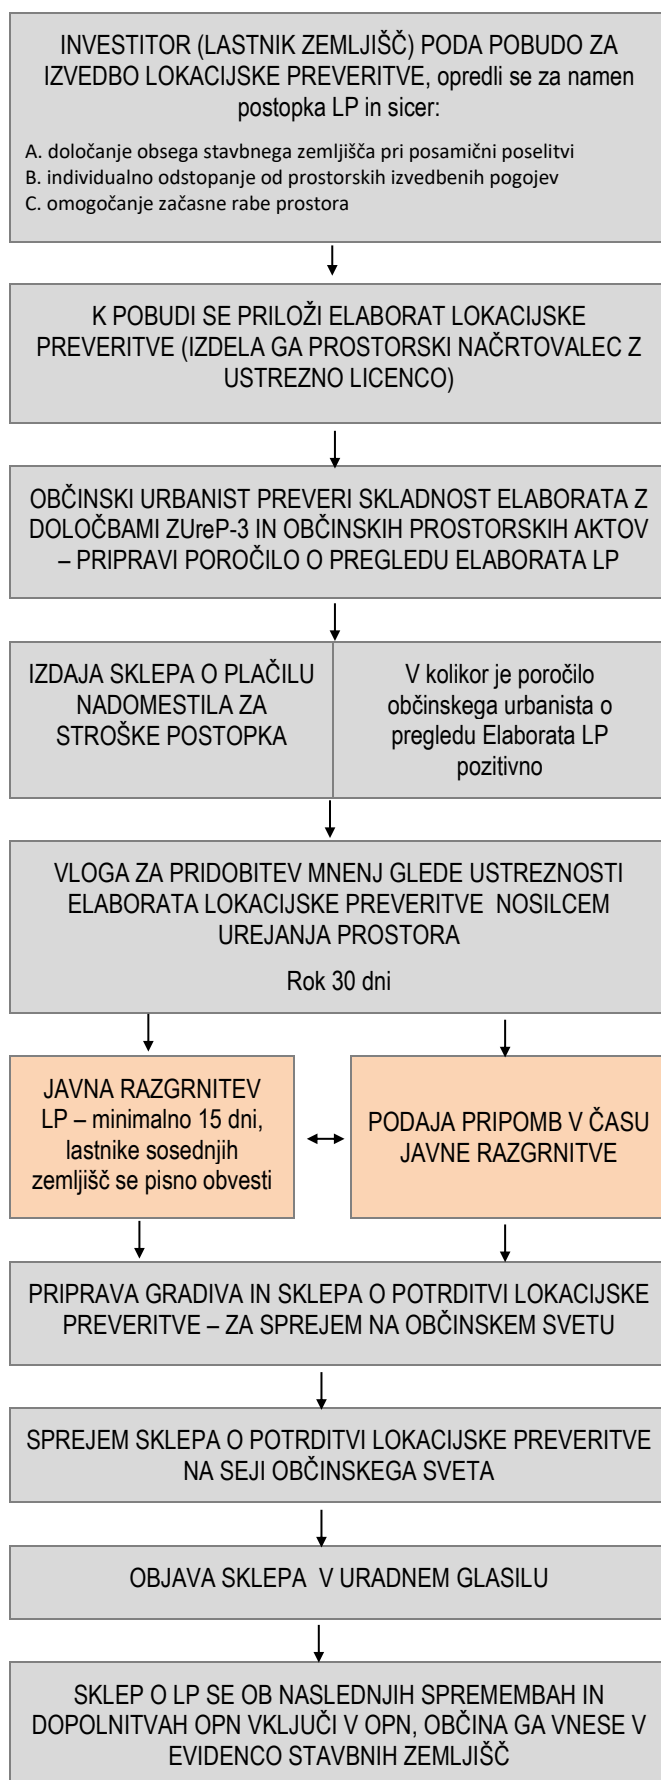 INVESTITOR (LASTNIK ZEMLJIŠČ) PODA POBUDO ZA
IZVEDBO LOKACIJSKE PREVERITVE, opredli se za namen
postopka LP in sicer:
A. določanje obsega stavbnega zemljišča pri posamični poselitvi
B. individualno odstopanje od prostorskih izvedbenih pogojev
C. omogočanje začasne rabe prostora
K POBUDI SE PRILOŽI ELABORAT LOKACIJSKE
PREVERITVE (IZDELA GA PROSTORSKI NAČRTOVALEC Z
USTREZNO LICENCO)
OBČINSKI URBANIST PREVERI SKLADNOST ELABORATA Z
DOLOČBAMI ZUreP-3 IN OBČINSKIH PROSTORSKIH AKTOV
– PRIPRAVI POROČILO O PREGLEDU ELABORATA LP
IZDAJA SKLEPA O PLAČILU
NADOMESTILA ZA
STROŠKE POSTOPKA
V kolikor je poročilo
občinskega urbanista o
pregledu Elaborata LP
pozitivno
VLOGA ZA PRIDOBITEV MNENJ GLEDE USTREZNOSTI
ELABORATA LOKACIJSKE PREVERITVE NOSILCEM
UREJANJA PROSTORA
Rok 30 dni
JAVNA RAZGRNITEV
LP – minimalno 15 dni,
lastnike sosednjih
zemljišč se pisno obvesti
PODAJA PRIPOMB V ČASU
JAVNE RAZGRNITVE
PRIPRAVA GRADIVA IN SKLEPA O POTRDITVI LOKACIJSKE
PREVERITVE – ZA SPREJEM NA OBČINSKEM SVETU
SPREJEM SKLEPA O POTRDITVI LOKACIJSKE PREVERITVE
NA SEJI OBČINSKEGA SVETA
OBJAVA SKLEPA V URADNEM GLASILU
SKLEP O LP SE OB NASLEDNJIH SPREMEMBAH IN
DOPOLNITVAH OPN VKLJUČI V OPN, OBČINA GA VNESE V
EVIDENCO STAVBNIH ZEMLJIŠČ